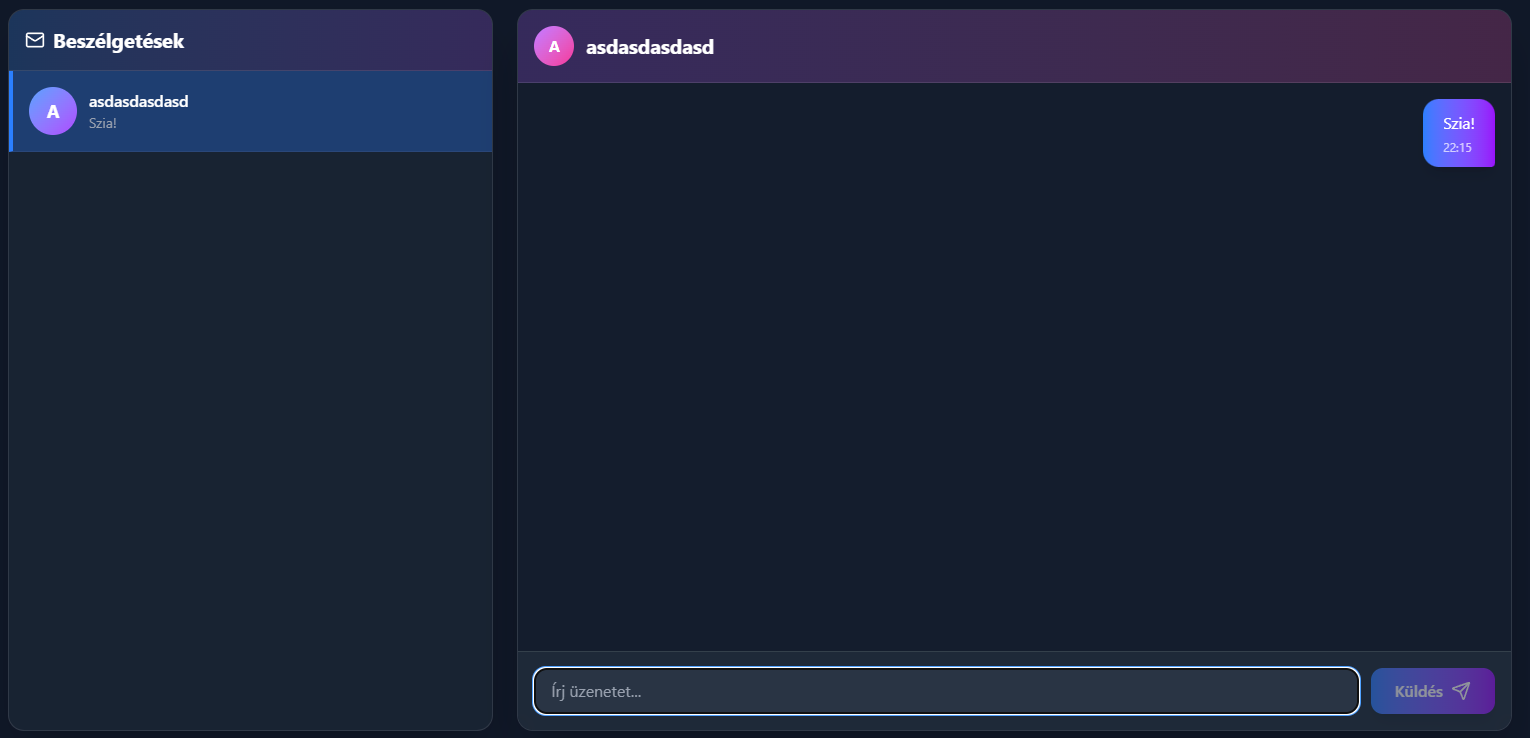 Beszélgetések
A
asdasdasdasd
Szia!
A
asdasdasdasd
Szia!
22:15
Írj üzenetet...
Küldés